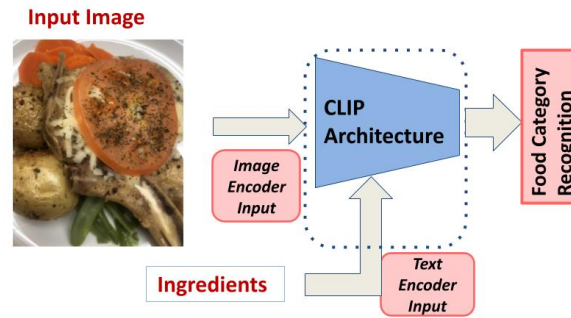 Input Image
CLIP
Architecture
Image
Encoder
Input
Food Category
Recognition
Ingredients
Text
Encoder
Input